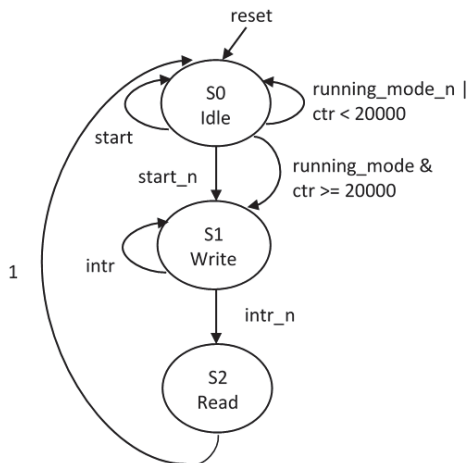 reset
S0
Idle
running_mode_n |
ctr < 20000
start
start_n
running_mode &
ctr >= 20000
S1
Write
intr
1
intr_n
S2
Read